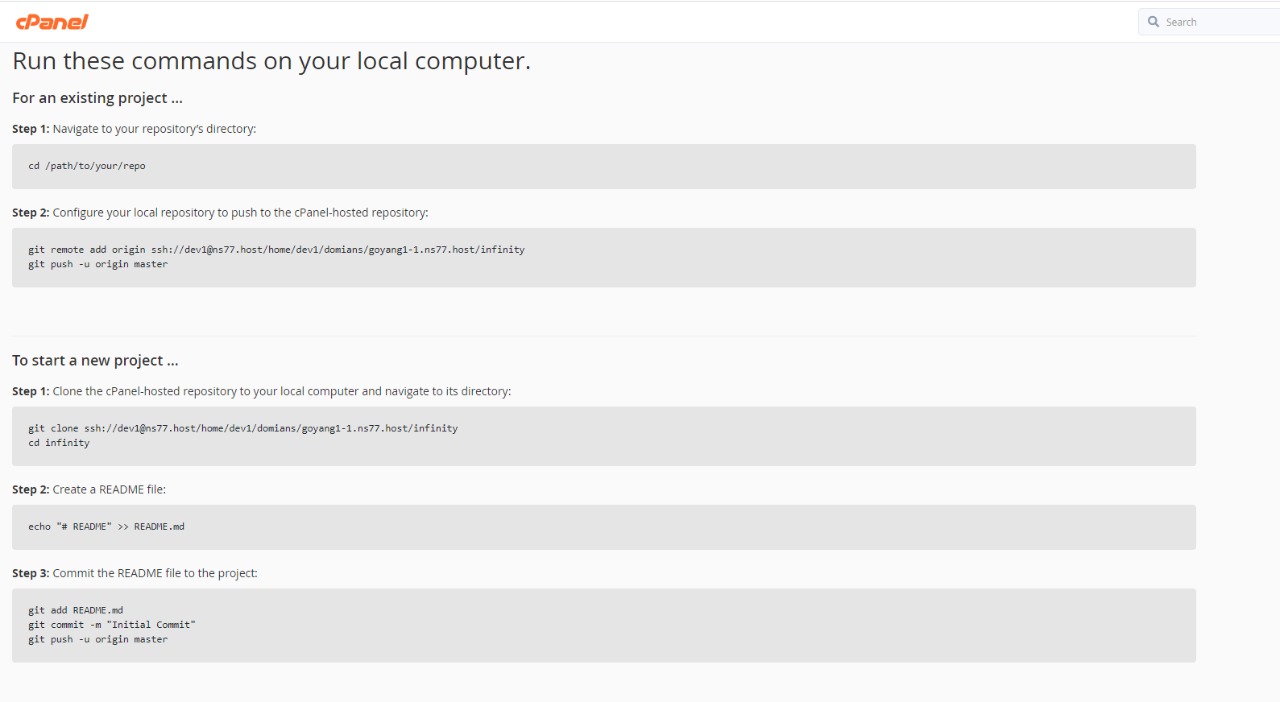 cPanel
Search
Run these commands on your local computer.
For an existing project ...
Step 1: Navigate to your repository's directory:
cd /path/to/your/repo
Step 2: Configure your local repository to push to the cPanel-hosted repository:
git remote add origin ssh://dev1@ns77.host/home/dev1/domians/goyang1-1.ns77.host/infinity
git push -u origin master
To start a new project ...
Step 1: Clone the cPanel-hosted repository to your local computer and navigate to its directory:
git clone ssh://dev1@ns77.host/home/dev1/domians/goyang1-1.ns77.host/infinity
cd infinity
Step 2: Create a README file:
echo "# README" >> README.md
Step 3: Commit the README file to the project:
git add README.md
git commit -m "Initial Commit"
git push -u origin master